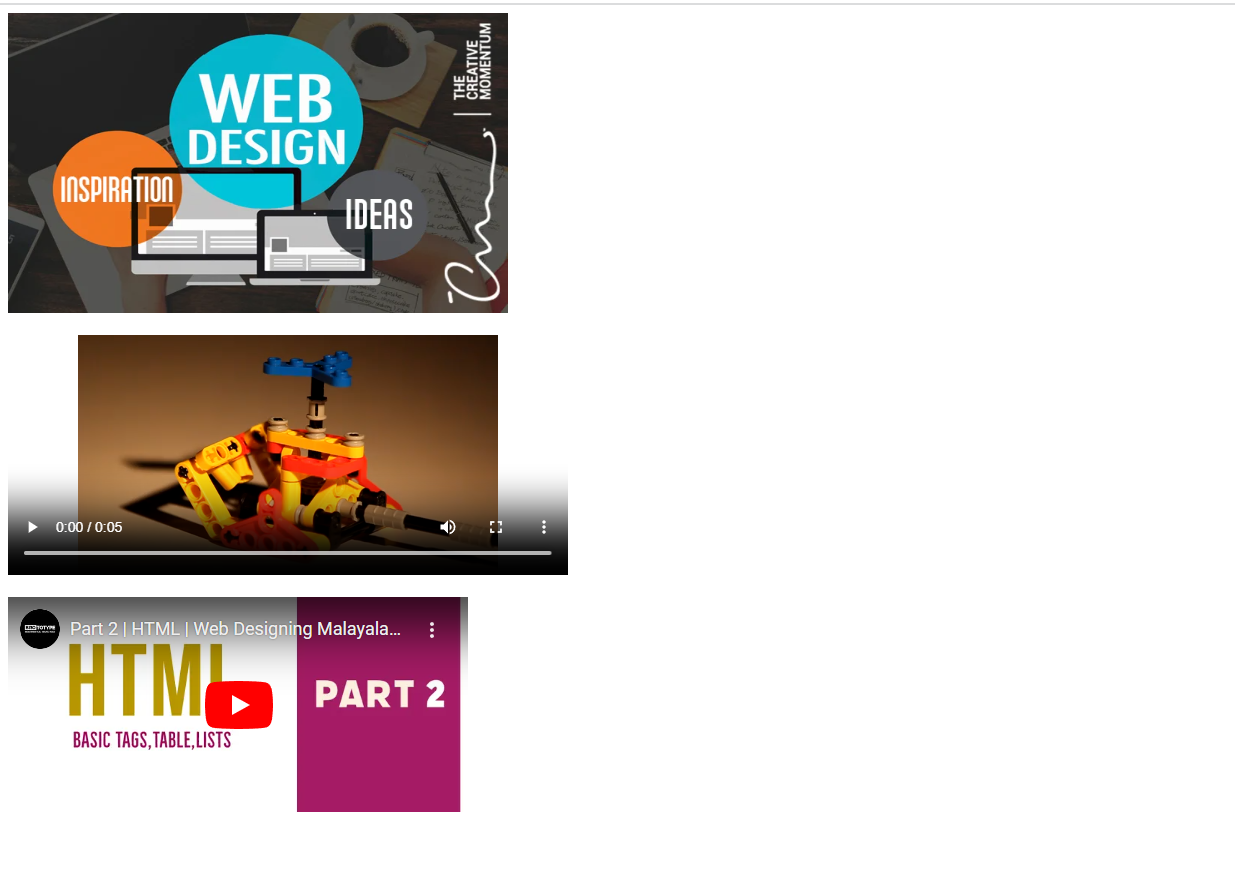 WEB
DESIGN
INSPIRATION
IDEAS
THE
CREATIVE
MOMENTUM
0:00 / 0:05
Part 2 | HTML | Web Designing Malayala...
HTML
PART 2
BASIC TAGS,TABLE,LISTS